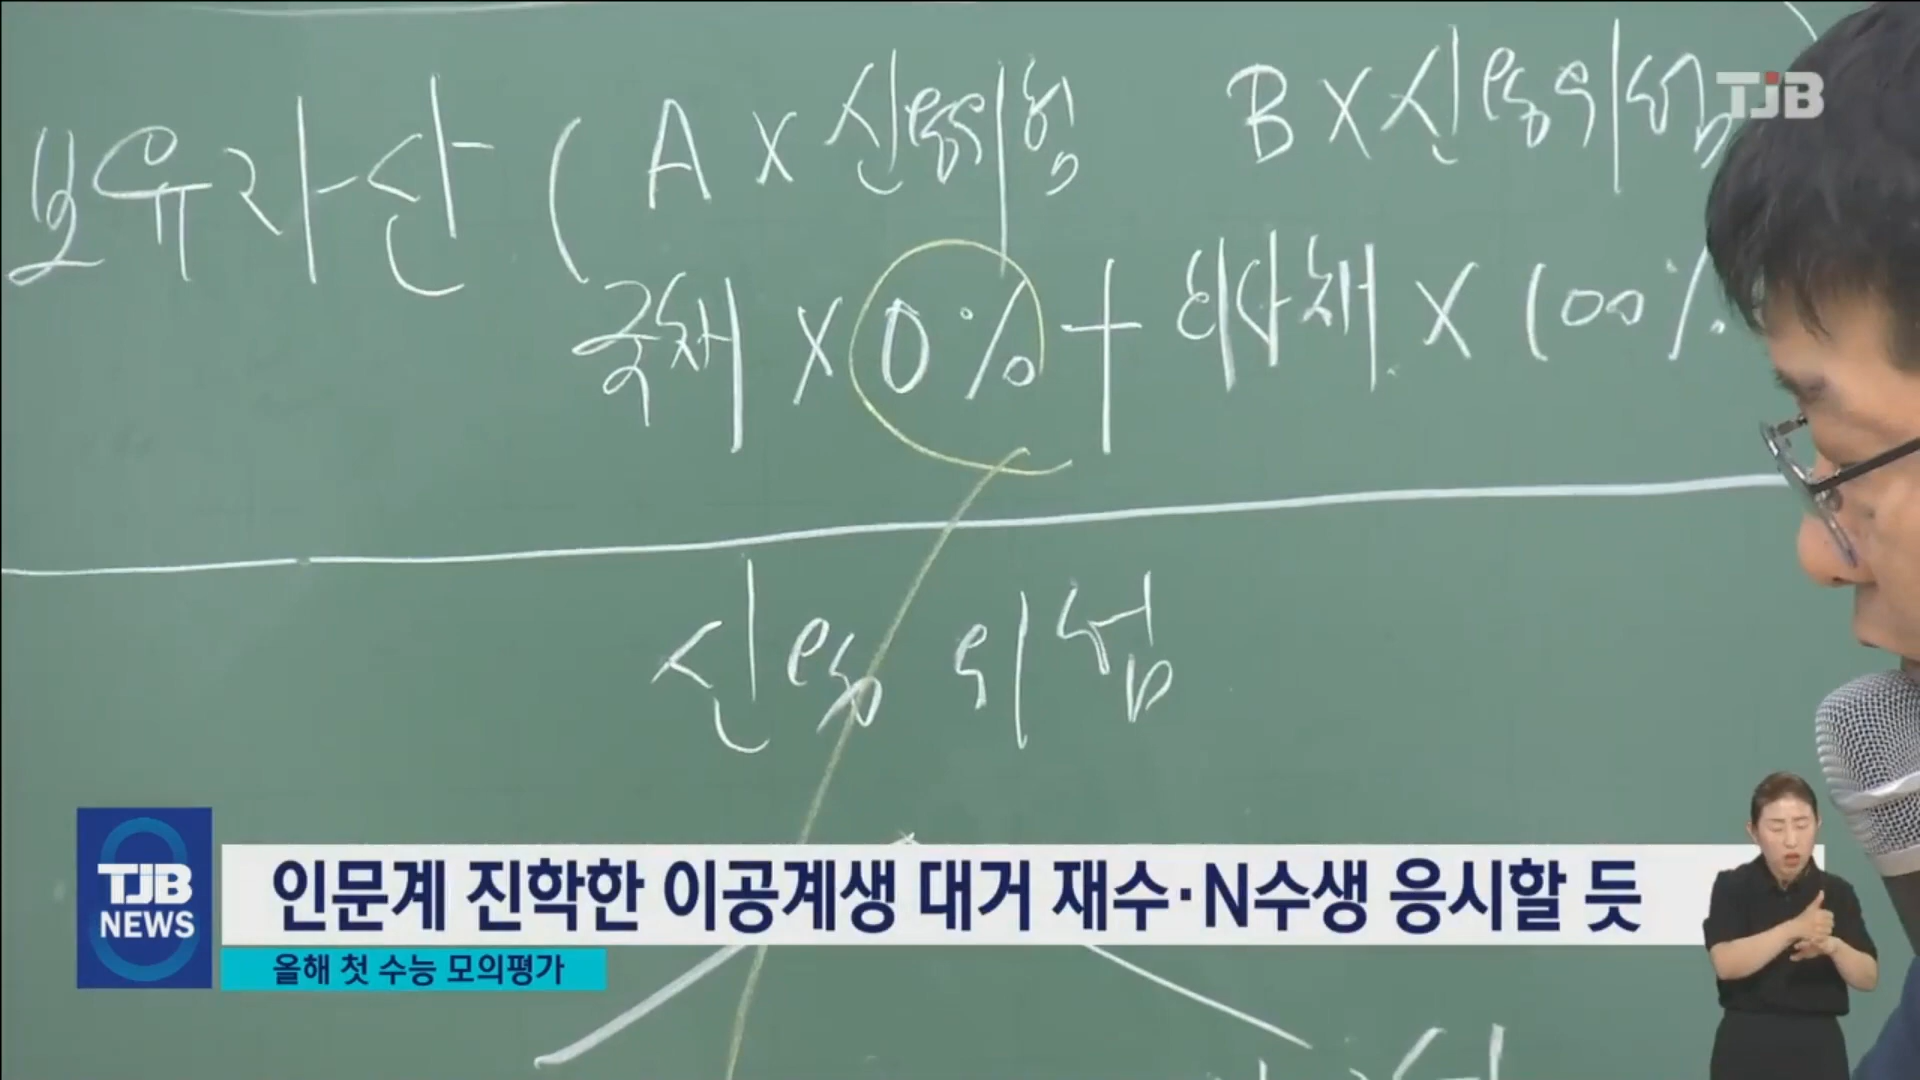 보유자산 (A X 신용위험 B X 신용위험
TJB
국채 X 0% + 회사채 X 100%
신용 위험
TJB
NEWS
인문계 진학한 이공계생 대거 재수·N수생 응시할 듯
올해 첫 수능 모의평가